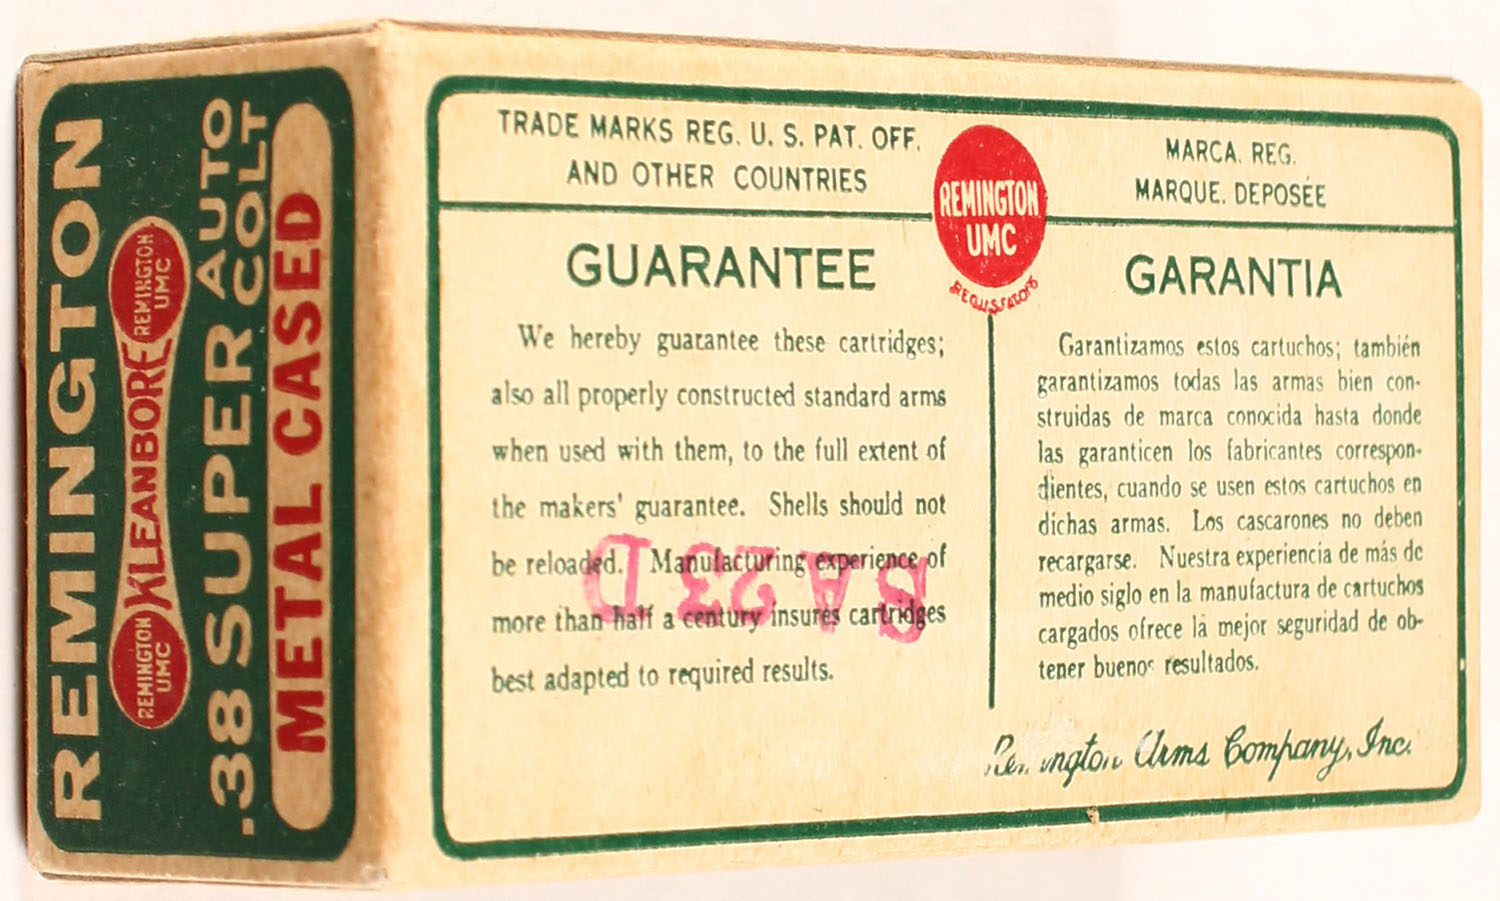 REMINGTON
REMINGTON
UMC
KLEANBORE
REMINGTON
UMC
.38 SUPER AUTO
COLT
METAL CASED
TRADE MARKS REG. U. S. PAT. OFF.
AND OTHER COUNTRIES
REMINGTON
UMC
REG.U.S.PAT.OFF.
MARCA. REG.
MARQUE. DEPOSÉE
GUARANTEE
We hereby guarantee these cartridges;
also all properly constructed standard arms
when used with them, to the full extent of
the makers' guarantee. Shells should not
be reloaded. Manufacturing experience of
more than half a century insures cartridges
best adapted to required results.
SA23D
GARANTIA
Garantizamos estos cartuchos; también
garantizamos todas las armas bien con-
struidas de marca conocida hasta donde
las garanticen los fabricantes correspon-
dientes, cuando se usen estos cartuchos en
dichas armas. Los cascarones no deben
recargarse. Nuestra experiencia de más de
medio siglo en la manufactura de cartuchos
cargados ofrece la mejor seguridad de ob-
tener buenos resultados.
Remington Arms Company, Inc.